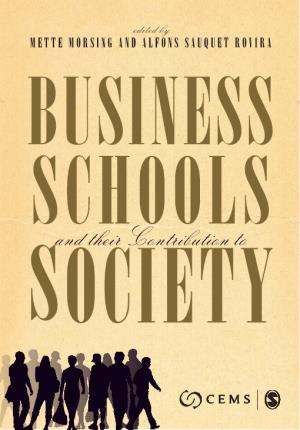 edited by
METTE MORSING AND ALFONS SAUQUET ROVIRA
BUSINESS
SCHOOLS
and their Contribution to
SOCIETY
CEMS
S